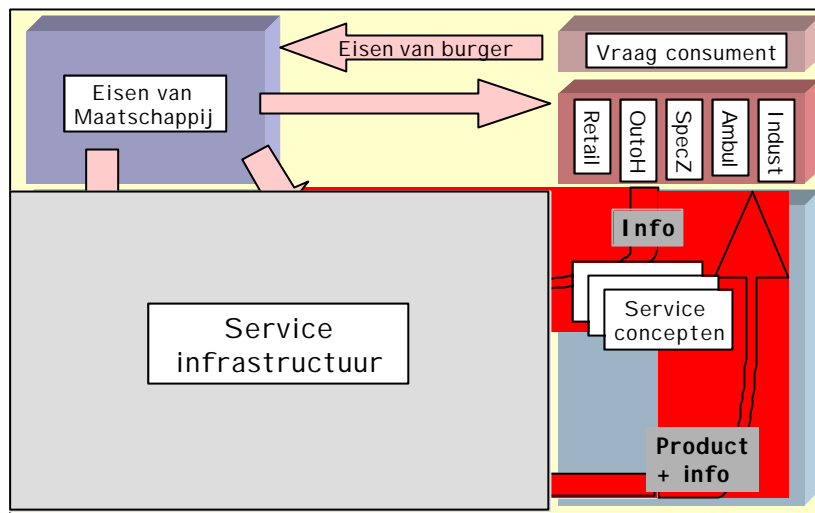 Eisen van burger
Vraag consument
Eisen van
Maatschappij
Retail
OutoH
SpecZ
Ambul
Indust
Info
Service
infrastructuur
Service
concepten
Product
+ info